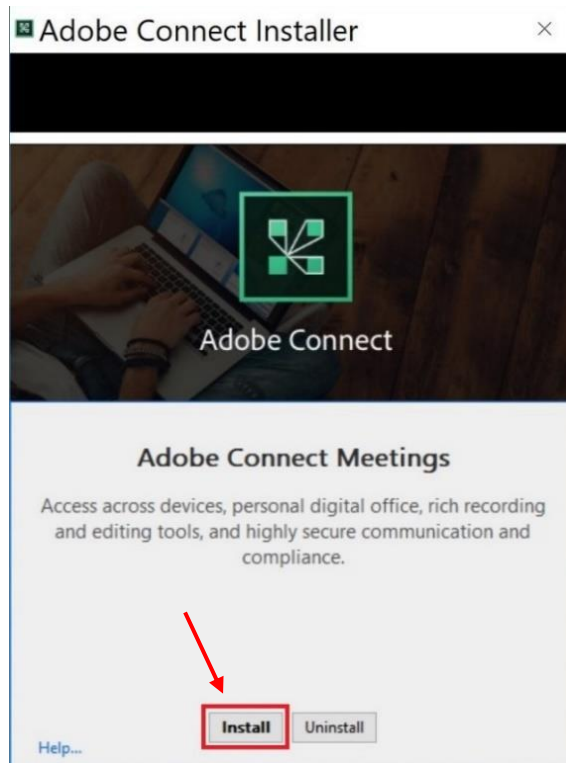 Adobe Connect Installer
Adobe Connect
Adobe Connect Meetings
Access across devices, personal digital office, rich recording
and editing tools, and highly secure communication and
compliance.
Install Uninstall
Help...